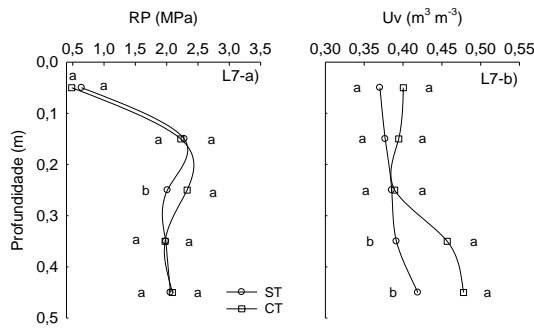 RP (MPa)
Uv (m³ m⁻³)
0,5 1,0 1,5 2,0 2,5 3,0 3,5
0,30 0,35 0,40 0,45 0,50 0,55
Profundidade (m)
0,0
0,1
0,2
0,3
0,4
0,5
L7-a)
a a
a a
b a
a a
a a
ST
CT
L7-b)
a a
a a
a a
b a
b a